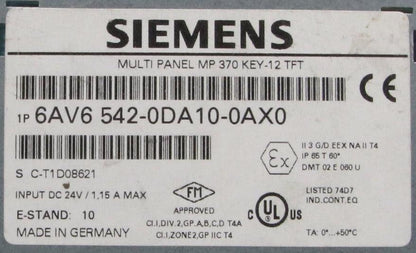 SIEMENS
MULTI PANEL MP 370 KEY-12 TFT
CE
1P 6AV6 542-0DA10-0AX0
S C-T1D08621
INPUT DC 24V / 1,15 A MAX
E-STAND: 10
MADE IN GERMANY
FM
APPROVED
CI.I,DIV.2,GP.A,B,C,D T4A
CI.I,ZONE2,GP IIC T4
Ex
II 3 G/D EEX NA II T4
IP 65 T 60°
DMT 02 E 060 U
C UL US
LISTED 74D7
IND.CONT.EQ
TA: 0°...+50°C